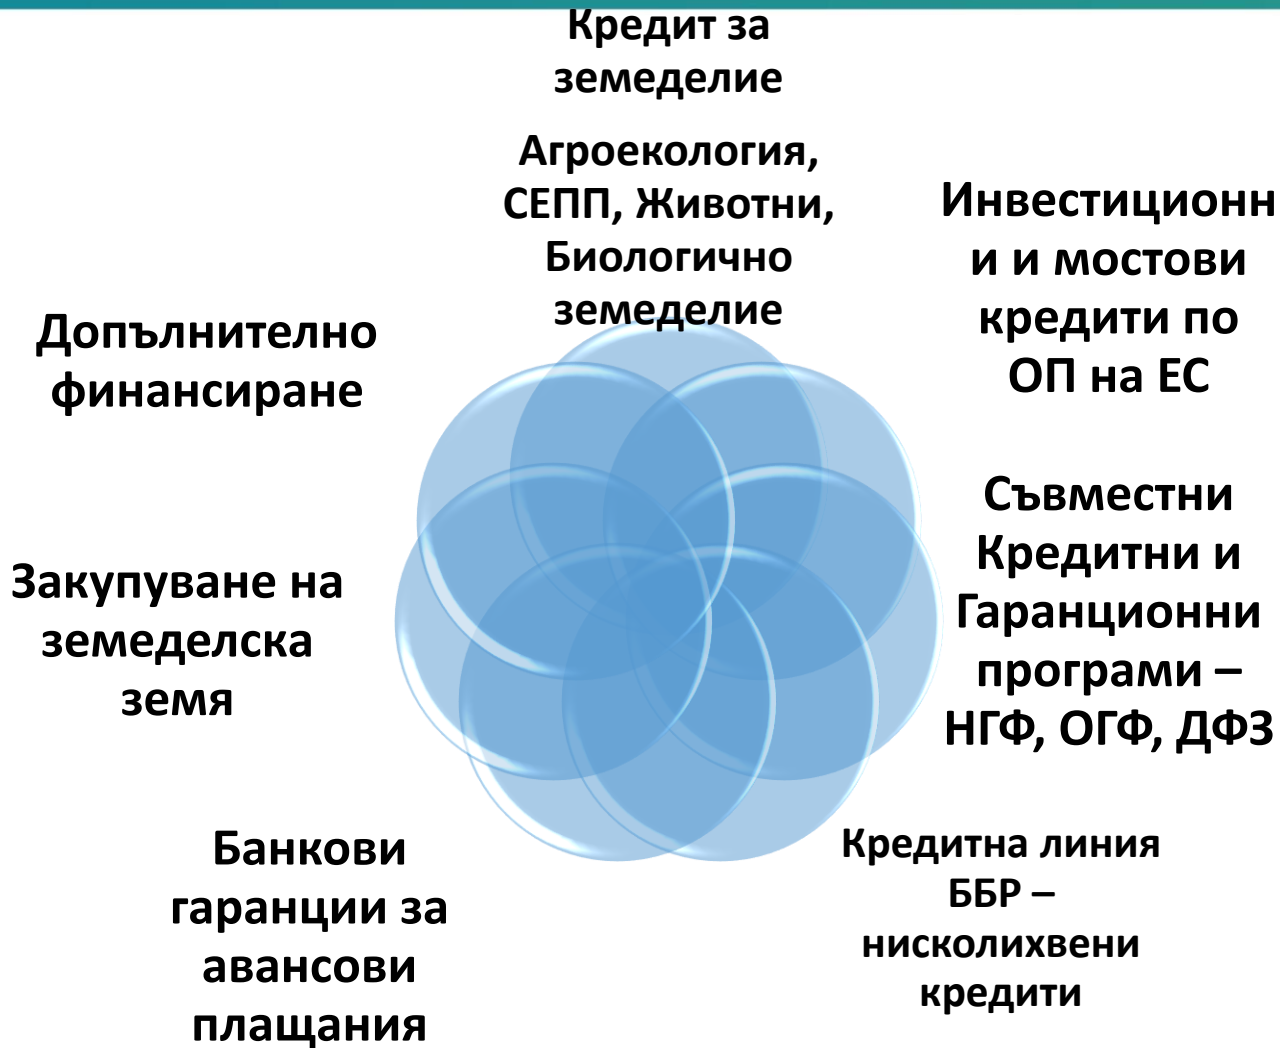 Кредит за
земеделие
Агроекология,
СЕПП, Животни,
Биологично
земеделие
Инвестиционн
и и мостови
кредити по
ОП на ЕС
Съвместни
Кредитни и
Гаранционни
програми –
НГФ, ОГФ, ДФЗ
Кредитна линия
ББР –
нисколихвени
кредити
Банкови
гаранции за
авансови
плащания
Закупуване на
земеделска
земя
Допълнително
финансиране